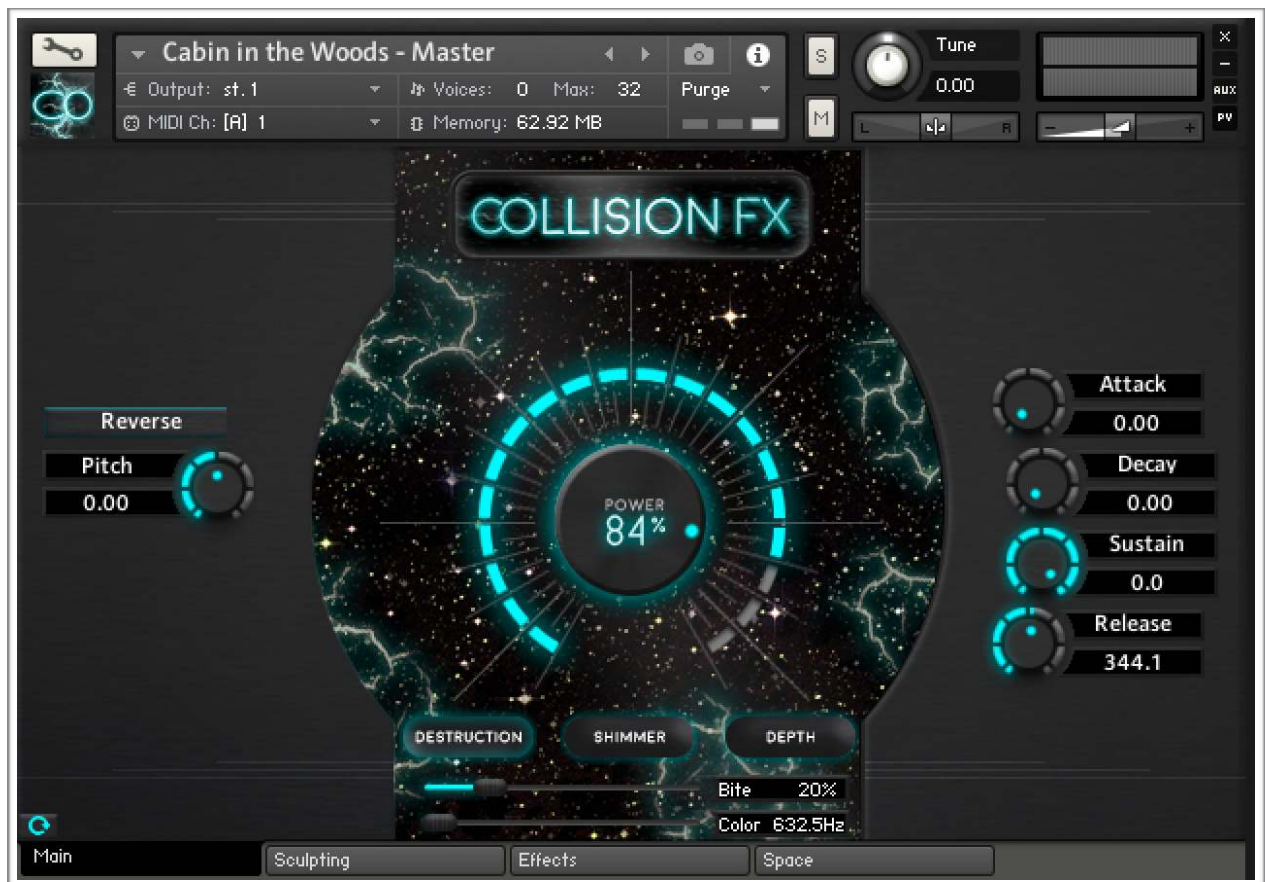 Cabin in the Woods - Master
Output: st.1
Voices: 0 Max: 32
Purge
MIDI Ch: [A] 1
Memory: 62.92 MB
S
M
Tune
0.00
L R
- +
X
-
AUX
PV
COLLISION FX
Reverse
Pitch
0.00
POWER
84%
Attack
0.00
Decay
0.00
Sustain
0.0
Release
344.1
DESTRUCTION SHIMMER DEPTH
Bite 20%
Color 632.5Hz
Main Sculpting Effects Space